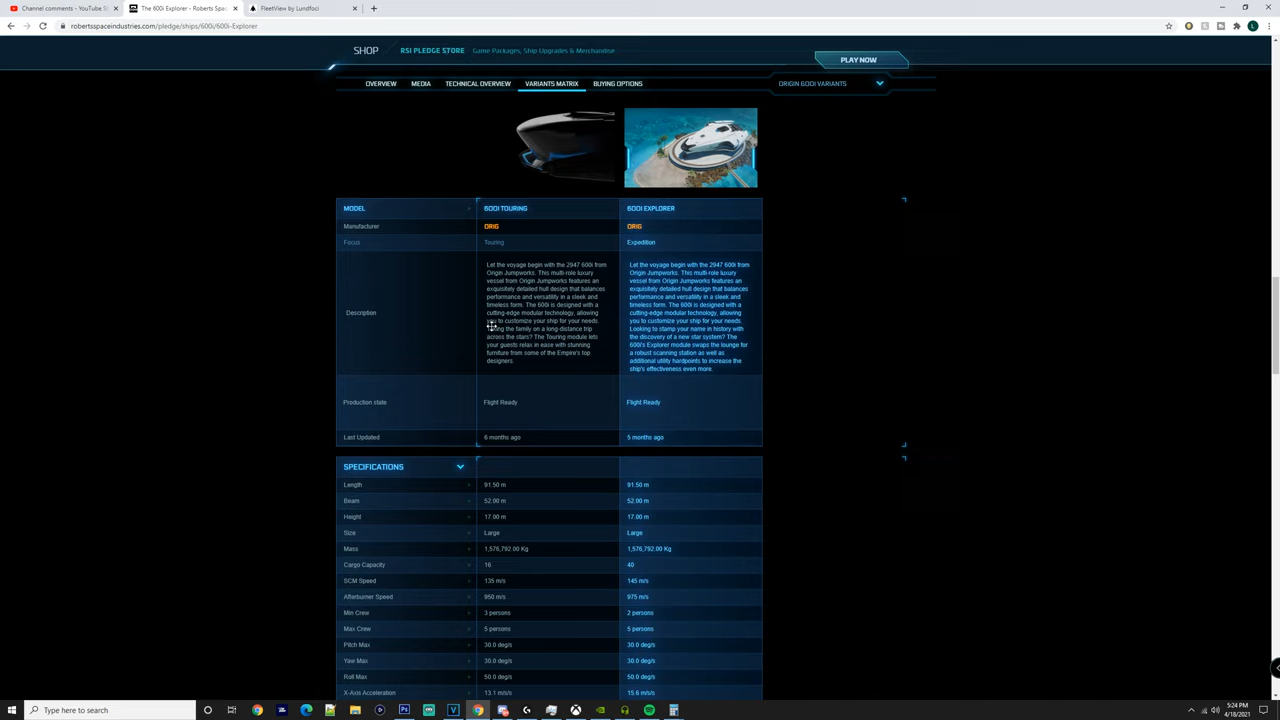 Channel comments - YouTube St
The 600i Explorer - Roberts Spac
FleetView by Lundfoci
robertsspaceindustries.com/pledge/ships/600i/600i-Explorer
SHOP
RSI PLEDGE STORE
Game Packages, Ship Upgrades & Merchandise
PLAY NOW
OVERVIEW
MEDIA
TECHNICAL OVERVIEW
VARIANTS MATRIX
BUYING OPTIONS
ORIGIN 600I VARIANTS
MODEL
600I TOURING
600I EXPLORER
Manufacturer
ORIG
ORIG
Focus
Touring
Expedition
Description
Let the voyage begin with the 2947 600i from
Origin Jumpworks. This multi-role luxury
vessel from Origin Jumpworks features an
exquisitely detailed hull design that balances
performance and versatility in a sleek and
timeless form. The 600i is designed with a
cutting-edge modular technology, allowing
you to customize your ship for your needs.
the family on a long-distance trip
across the stars? The Touring module lets
your guests relax in ease with stunning
furniture from some of the Empire's top
designers.
Let the voyage begin with the 2947 600i from
Origin Jumpworks. This multi-role luxury
vessel from Origin Jumpworks features an
exquisitely detailed hull design that balances
performance and versatility in a sleek and
timeless form. The 600i is designed with a
cutting-edge modular technology, allowing
you to customize your ship for your needs.
Looking to stamp your name in history with
the discovery of a new star system? The
600i's Explorer module swaps the lounge for
a robust scanning station as well as
additional utility hardpoints to increase the
ship's effectiveness even more.
Production state
Flight Ready
Flight Ready
Last Updated
6 months ago
5 months ago
SPECIFICATIONS
Length
91.50 m
91.50 m
Beam
52.00 m
52.00 m
Height
17.00 m
17.00 m
Size
Large
Large
Mass
1,576,792.00 Kg
1,576,792.00 Kg
Cargo Capacity
16
40
SCM Speed
135 m/s
145 m/s
Afterburner Speed
950 m/s
975 m/s
Min Crew
3 persons
2 persons
Max Crew
5 persons
5 persons
Pitch Max
30.0 deg/s
30.0 deg/s
Yaw Max
30.0 deg/s
30.0 deg/s
Roll Max
50.0 deg/s
50.0 deg/s
X-Axis Acceleration
13.1 m/s/s
15.6 m/s/s
Type here to search
5:24 PM
4/18/2021